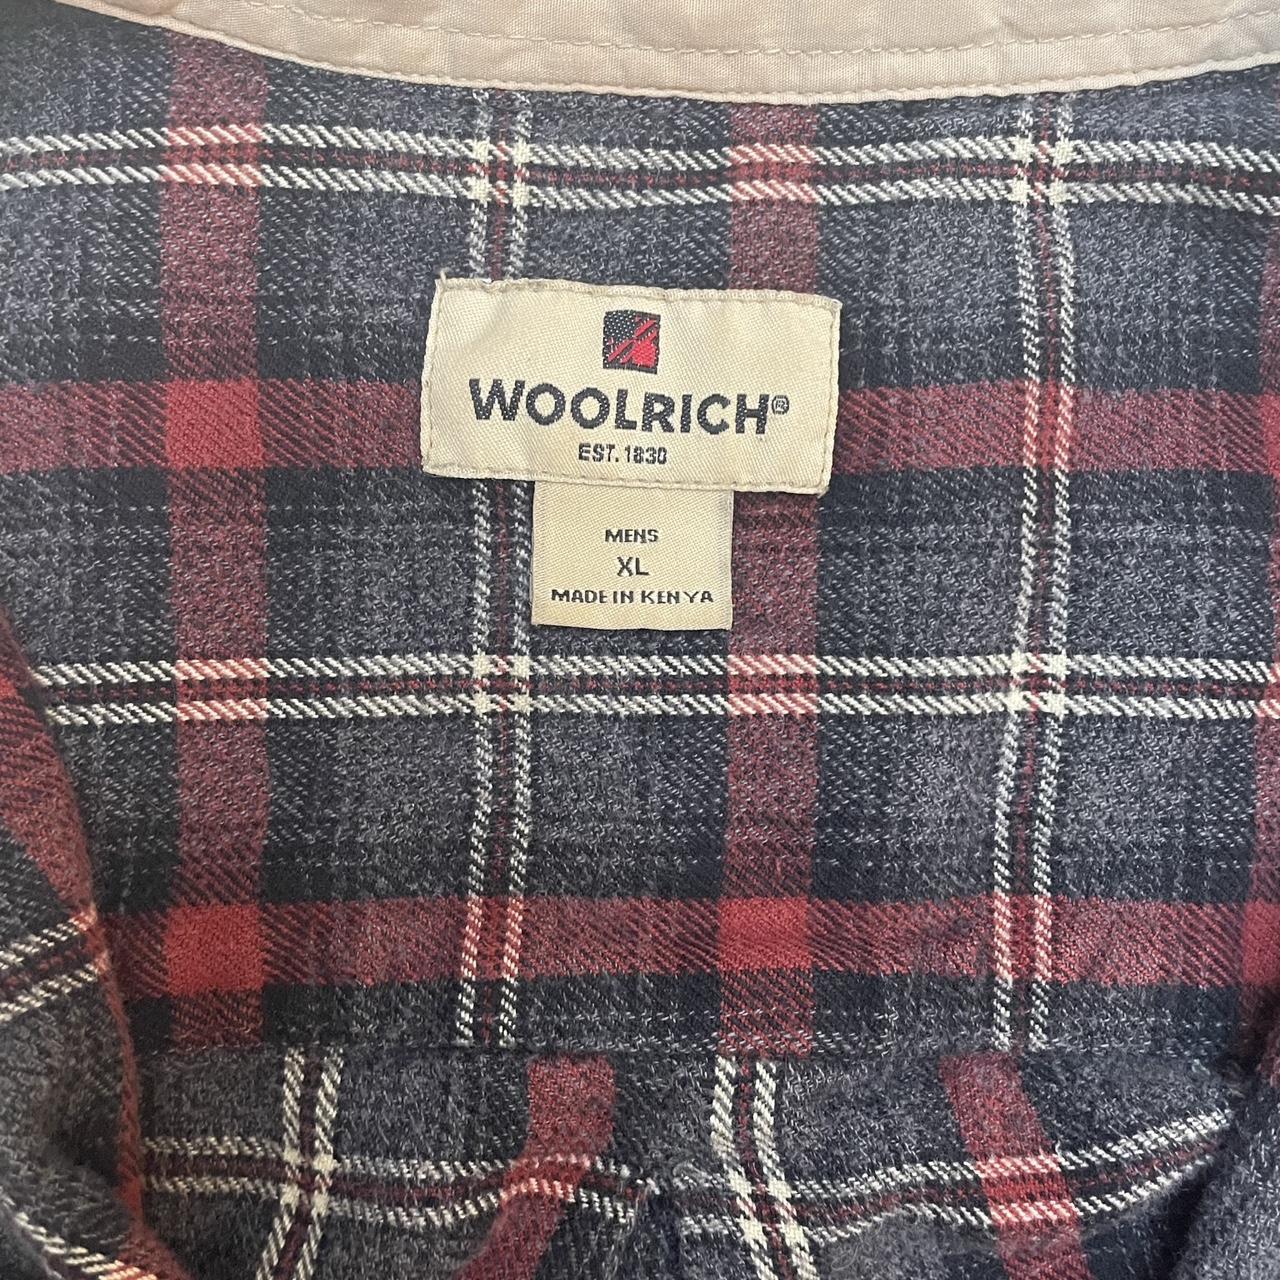 WOOLRICH®
EST. 1830
MENS
XL
MADE IN KENYA